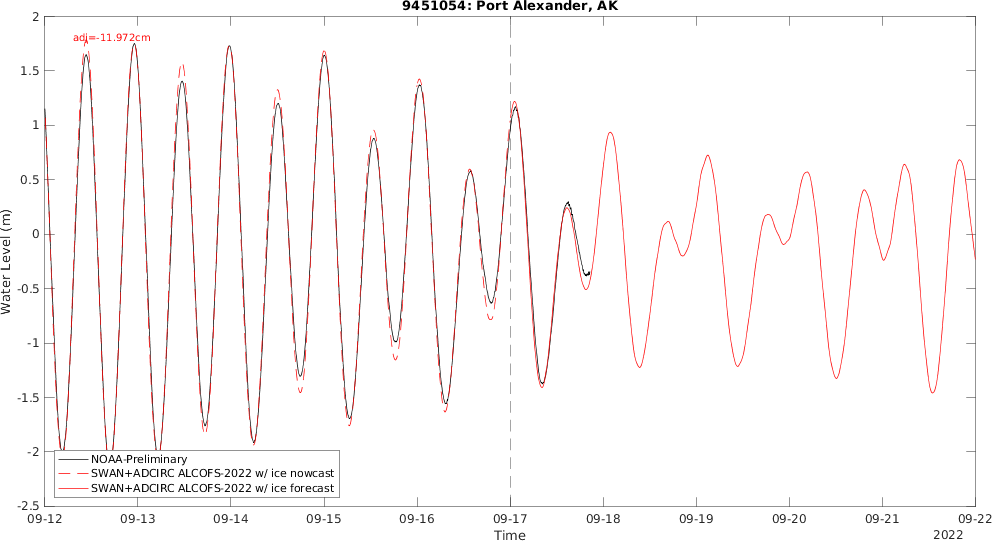 9451054: Port Alexander, AK
adj=-11.972cm
2
1.5
1
0.5
0
-0.5
-1
-1.5
-2
-2.5
Water Level (m)
NOAA-Preliminary
SWAN+ADCIRC ALCOFS-2022 w/ ice nowcast
SWAN+ADCIRC ALCOFS-2022 w/ ice forecast
09-12 09-13 09-14 09-15 09-16 09-17 09-18 09-19 09-20 09-21 09-22
Time
2022